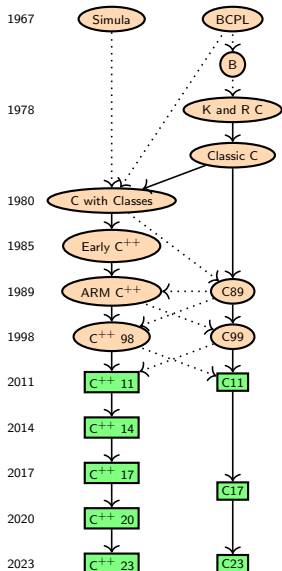 1967 Simula BCPL
B
1978 K and R C
Classic C
1980 C with Classes
1985 Early C++
1989 ARM C++ C89
1998 C++ 98 C99
2011 C++ 11 C11
2014 C++ 14
2017 C++ 17
C17
2020 C++ 20
2023 C++ 23 C23